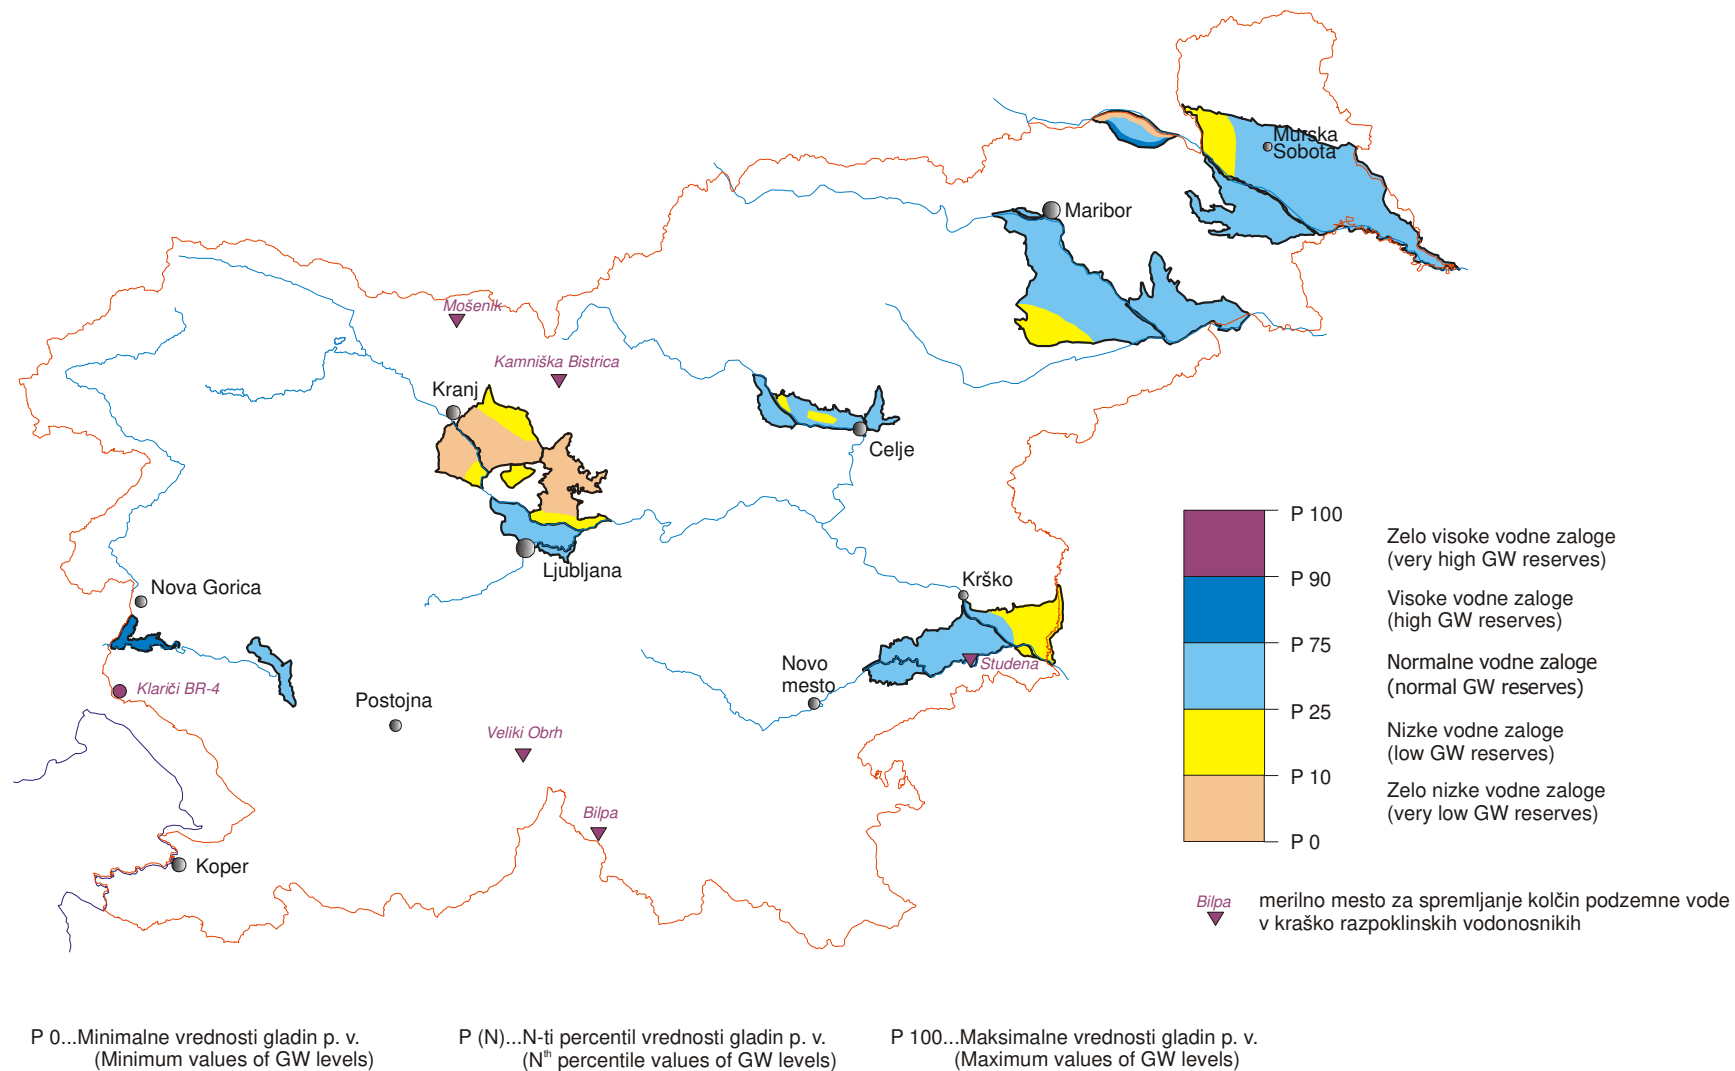 Murska
Sobota
Maribor
Mošenik
Kamniška Bistrica
Kranj
Celje
Ljubljana
Nova Gorica
Krško
Studena
Novo
mesto
Klariči BR-4
Postojna
Veliki Obrh
Bilpa
Koper
P 100
Zelo visoke vodne zaloge
(very high GW reserves)
P 90
Visoke vodne zaloge
(high GW reserves)
P 75
Normalne vodne zaloge
(normal GW reserves)
P 25
Nizke vodne zaloge
(low GW reserves)
P 10
Zelo nizke vodne zaloge
(very low GW reserves)
P 0
Bilpa merilno mesto za spremljanje kolčin podzemne vode
v kraško razpoklinskih vodonosnikih
P 0...Minimalne vrednosti gladin p. v.
(Minimum values of GW levels)
P (N)...N-ti percentil vrednosti gladin p. v.
(Nth percentile values of GW levels)
P 100...Maksimalne vrednosti gladin p. v.
(Maximum values of GW levels)